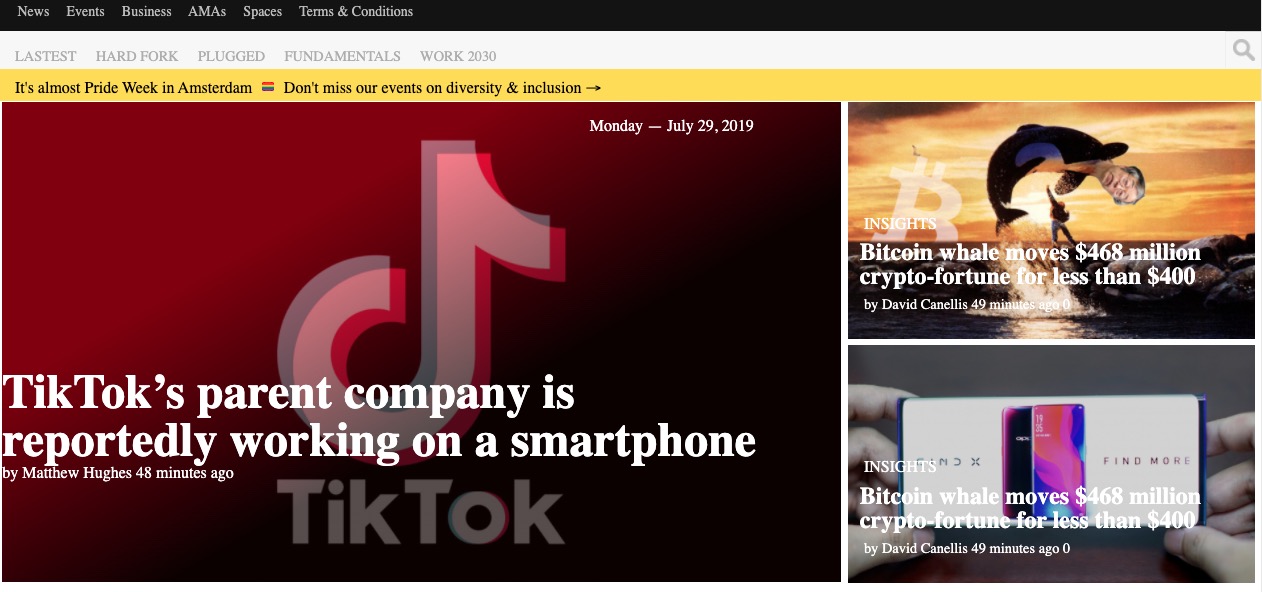 News Events Business AMAs Spaces Terms & Conditions
LASTEST HARD FORK PLUGGED FUNDAMENTALS WORK 2030
It's almost Pride Week in Amsterdam Don't miss our events on diversity & inclusion →
Monday — July 29, 2019
TikTok’s parent company is
reportedly working on a smartphone
by Matthew Hughes 48 minutes ago
TikTok
INSIGHTS
Bitcoin whale moves $468 million
crypto-fortune for less than $400
by David Canellis 49 minutes ago 0
19
35
FIND X
FIND MORE
INSIGHTS
Bitcoin whale moves $468 million
crypto-fortune for less than $400
by David Canellis 49 minutes ago 0